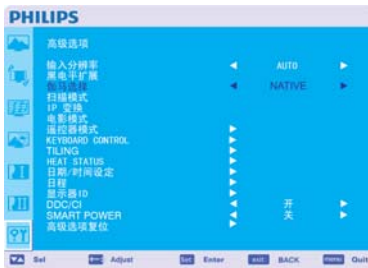 PHILIPS
高级选项
输入分辨率 AUTO
黑电平扩展
伽马选择 NATIVE
扫描模式
IP 变换
电影模式
遥控器模式
KEYBOARD CONTROL
TILING
HEAT STATUS
日期/时间设定
日程
显示器ID
DDC/CI 开
SMART POWER 关
高级选项复位
Sel Adjust Set Enter exit BACK menu Quit